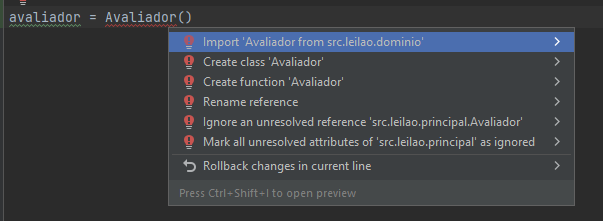 avaliador = Avaliador()
Import 'Avaliador from src.leilao.dominio'
Create class 'Avaliador'
Create function 'Avaliador'
Rename reference
Ignore an unresolved reference 'src.leilao.principal.Avaliador'
Mark all unresolved attributes of 'src.leilao.principal' as ignored
Rollback changes in current line
Press Ctrl+Shift+I to open preview